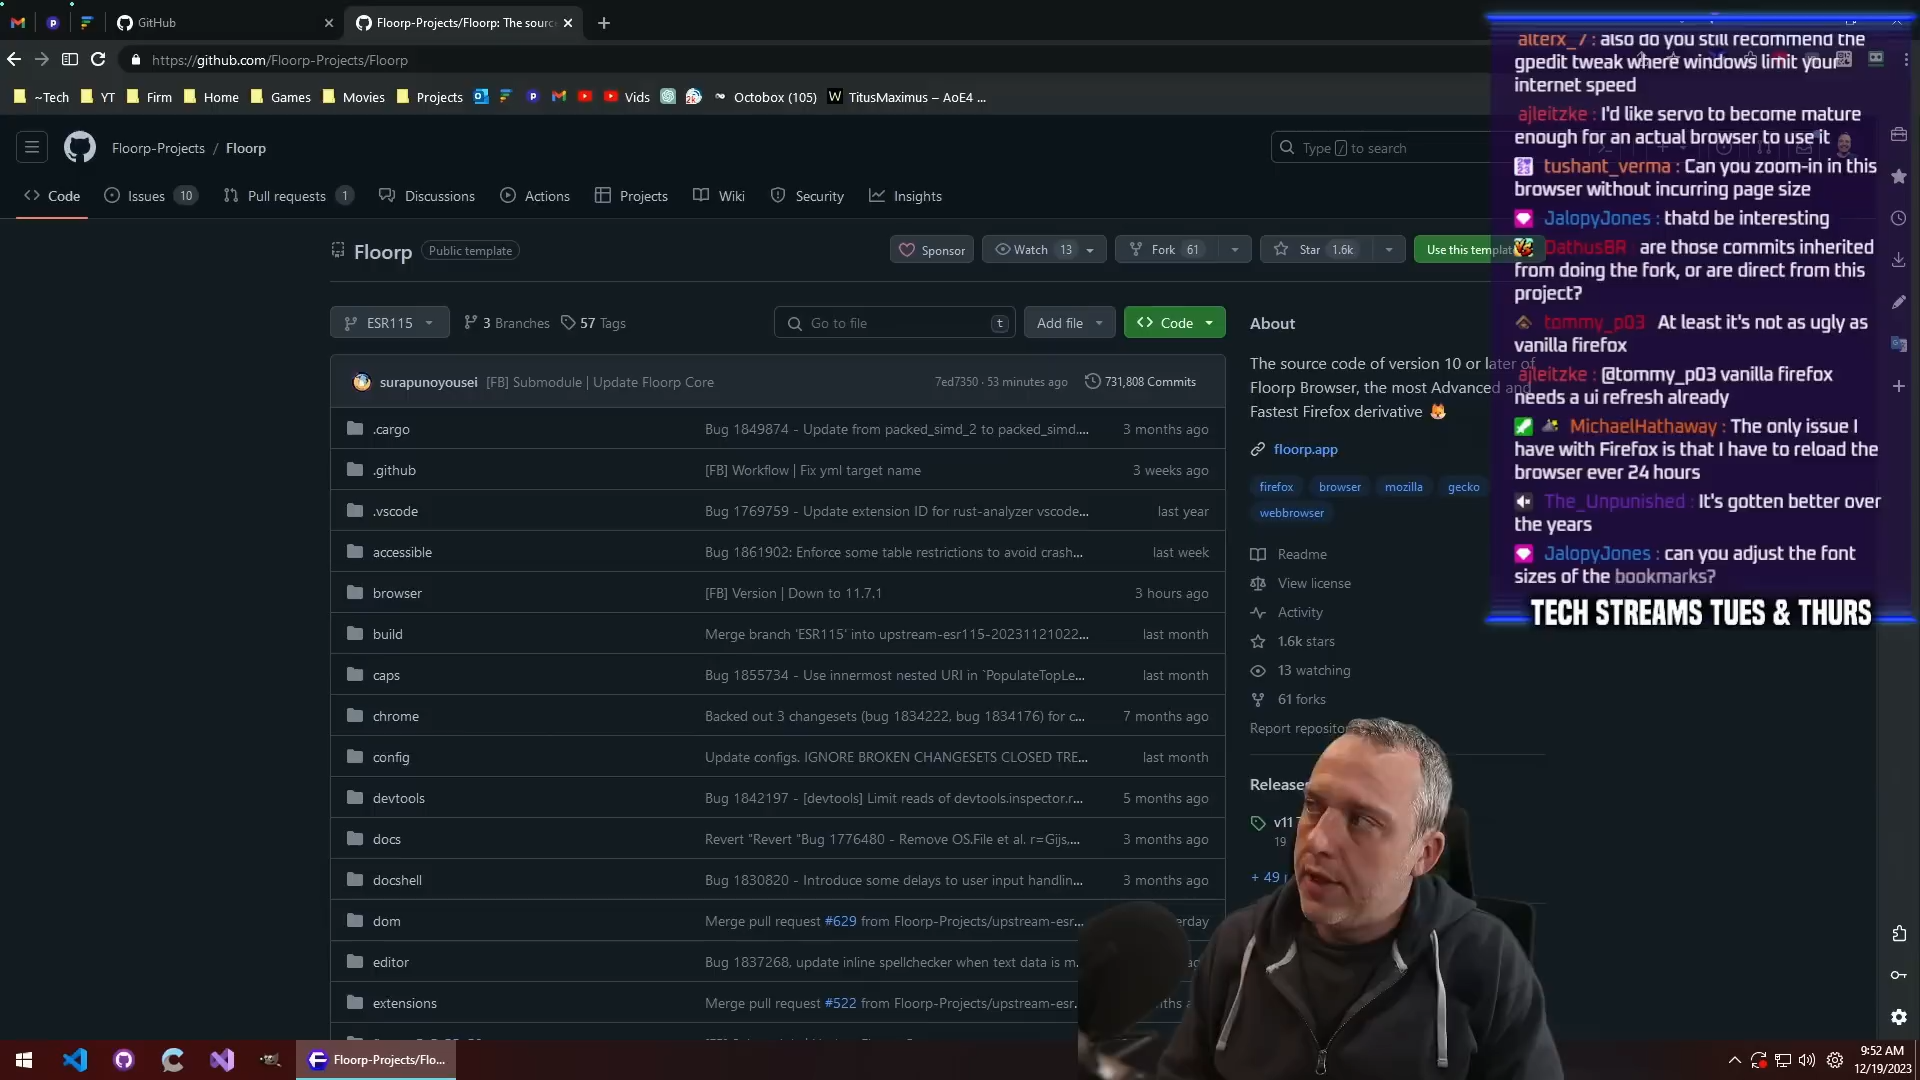 GitHub
Floorp-Projects/Floorp: The sourc
https://github.com/Floorp-Projects/Floorp
~Tech YT Firm Home Games Movies Projects Vids Octobox (105) TitusMaximus – AoE4 ...
Floorp-Projects / Floorp
Type / to search
Code Issues 10 Pull requests 1 Discussions Actions Projects Wiki Security Insights
Floorp Public template
Sponsor Watch 13 Fork 61 Star 1.6k Use this templat
ESR115 3 Branches 57 Tags Go to file t Add file Code
surapunoyousei [FB] Submodule | Update Floorp Core 7ed7350 · 53 minutes ago 731,808 Commits
.cargo Bug 1849874 - Update from packed_simd_2 to packed_simd.... 3 months ago
.github [FB] Workflow | Fix yml target name 3 weeks ago
.vscode Bug 1769759 - Update extension ID for rust-analyzer vscode... last year
accessible Bug 1861902: Enforce some table restrictions to avoid crash... last week
browser [FB] Version | Down to 11.7.1 3 hours ago
build Merge branch 'ESR115' into upstream-esr115-20231121022... last month
caps Bug 1855734 - Use innermost nested URI in `PopulateTopLe... last month
chrome Backed out 3 changesets (bug 1834222, bug 1834176) for c... 7 months ago
config Update configs. IGNORE BROKEN CHANGESETS CLOSED TRE... last month
devtools Bug 1842197 - [devtools] Limit reads of devtools.inspector.r... 5 months ago
docs Revert "Revert "Bug 1776480 - Remove OS.File et al. r=Gijs,... 3 months ago
docshell Bug 1830820 - Introduce some delays to user input handlin... 3 months ago
dom Merge pull request #629 from Floorp-Projects/upstream-esr... erday
editor Bug 1837268, update inline spellchecker when text data is m.
extensions Merge pull request #522 from Floorp-Projects/upstream-esr. ths a
About
The source code of version 10 or later of
Floorp Browser, the most Advanced and
Fastest Firefox derivative
floorp.app
firefox browser mozilla gecko
webbrowser
Readme
View license
Activity
1.6k stars
13 watching
61 forks
Report reposito
Releases
v11
19
+ 49
alterx_7 : also do you still recommend the
gpedit tweak where windows limit your
internet speed
ajleitzke : I'd like servo to become mature
enough for an actual browser to use it
tushant_verma : Can you zoom-in in this
browser without incurring page size
JalopyJones : thatd be interesting
DathusBR are those commits inherited
from doing the fork, or are direct from this
project?
tommy_p03 At least it's not as ugly as
vanilla firefox
ajleitzke : @tommy_p03 vanilla firefox
needs a ui refresh already
MichaelHathaway : The only issue I
have with Firefox is that I have to reload the
browser ever 24 hours
The_Unpunished : It's gotten better over
the years
JalopyJones : can you adjust the font
sizes of the bookmarks?
TECH STREAMS TUES & THURS
Floorp-Projects/Flo...
9:52 AM
12/19/2023